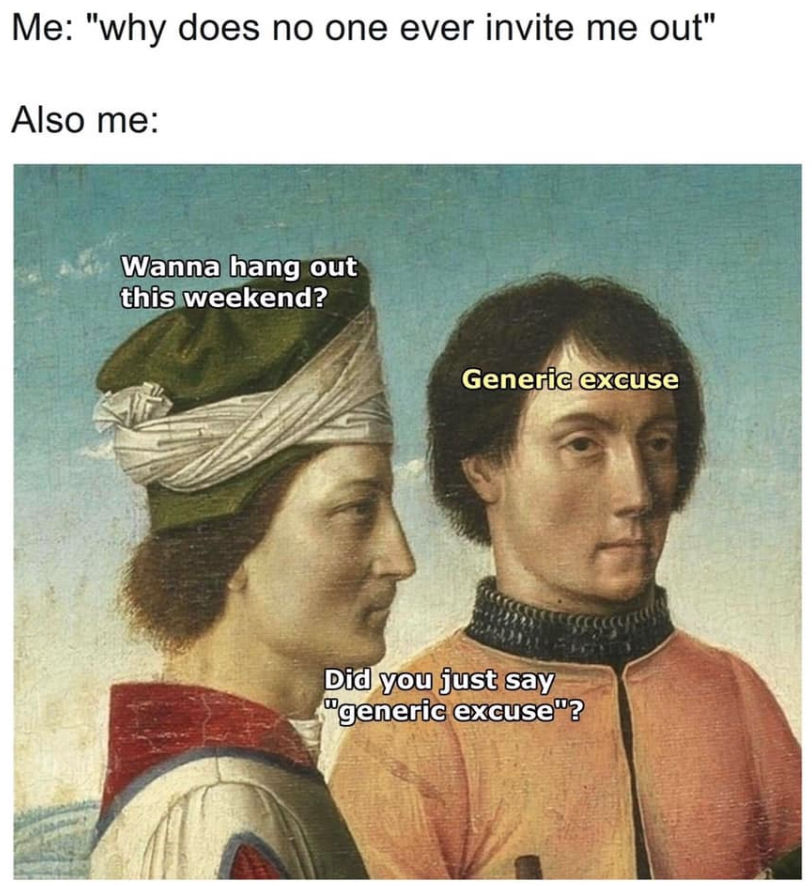 Me: "why does no one ever invite me out"
Also me:
Wanna hang out
this weekend?
Generic excuse
Did you just say
"generic excuse"?